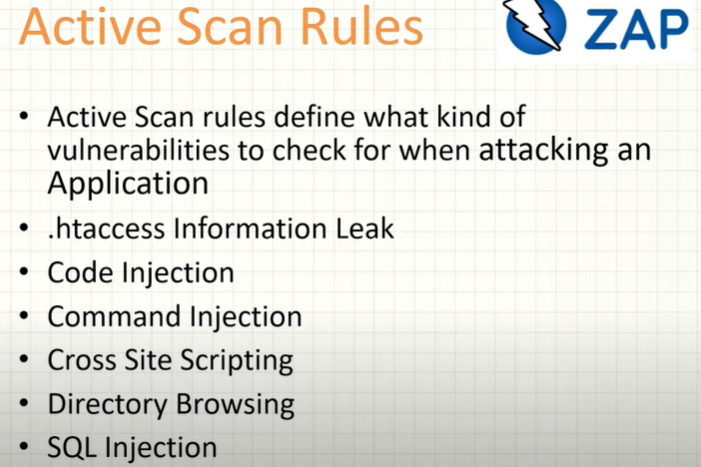 Active Scan Rules
ZAP
• Active Scan rules define what kind of
vulnerabilities to check for when attacking an
Application
• .htaccess Information Leak
• Code Injection
• Command Injection
• Cross Site Scripting
• Directory Browsing
• SQL Injection